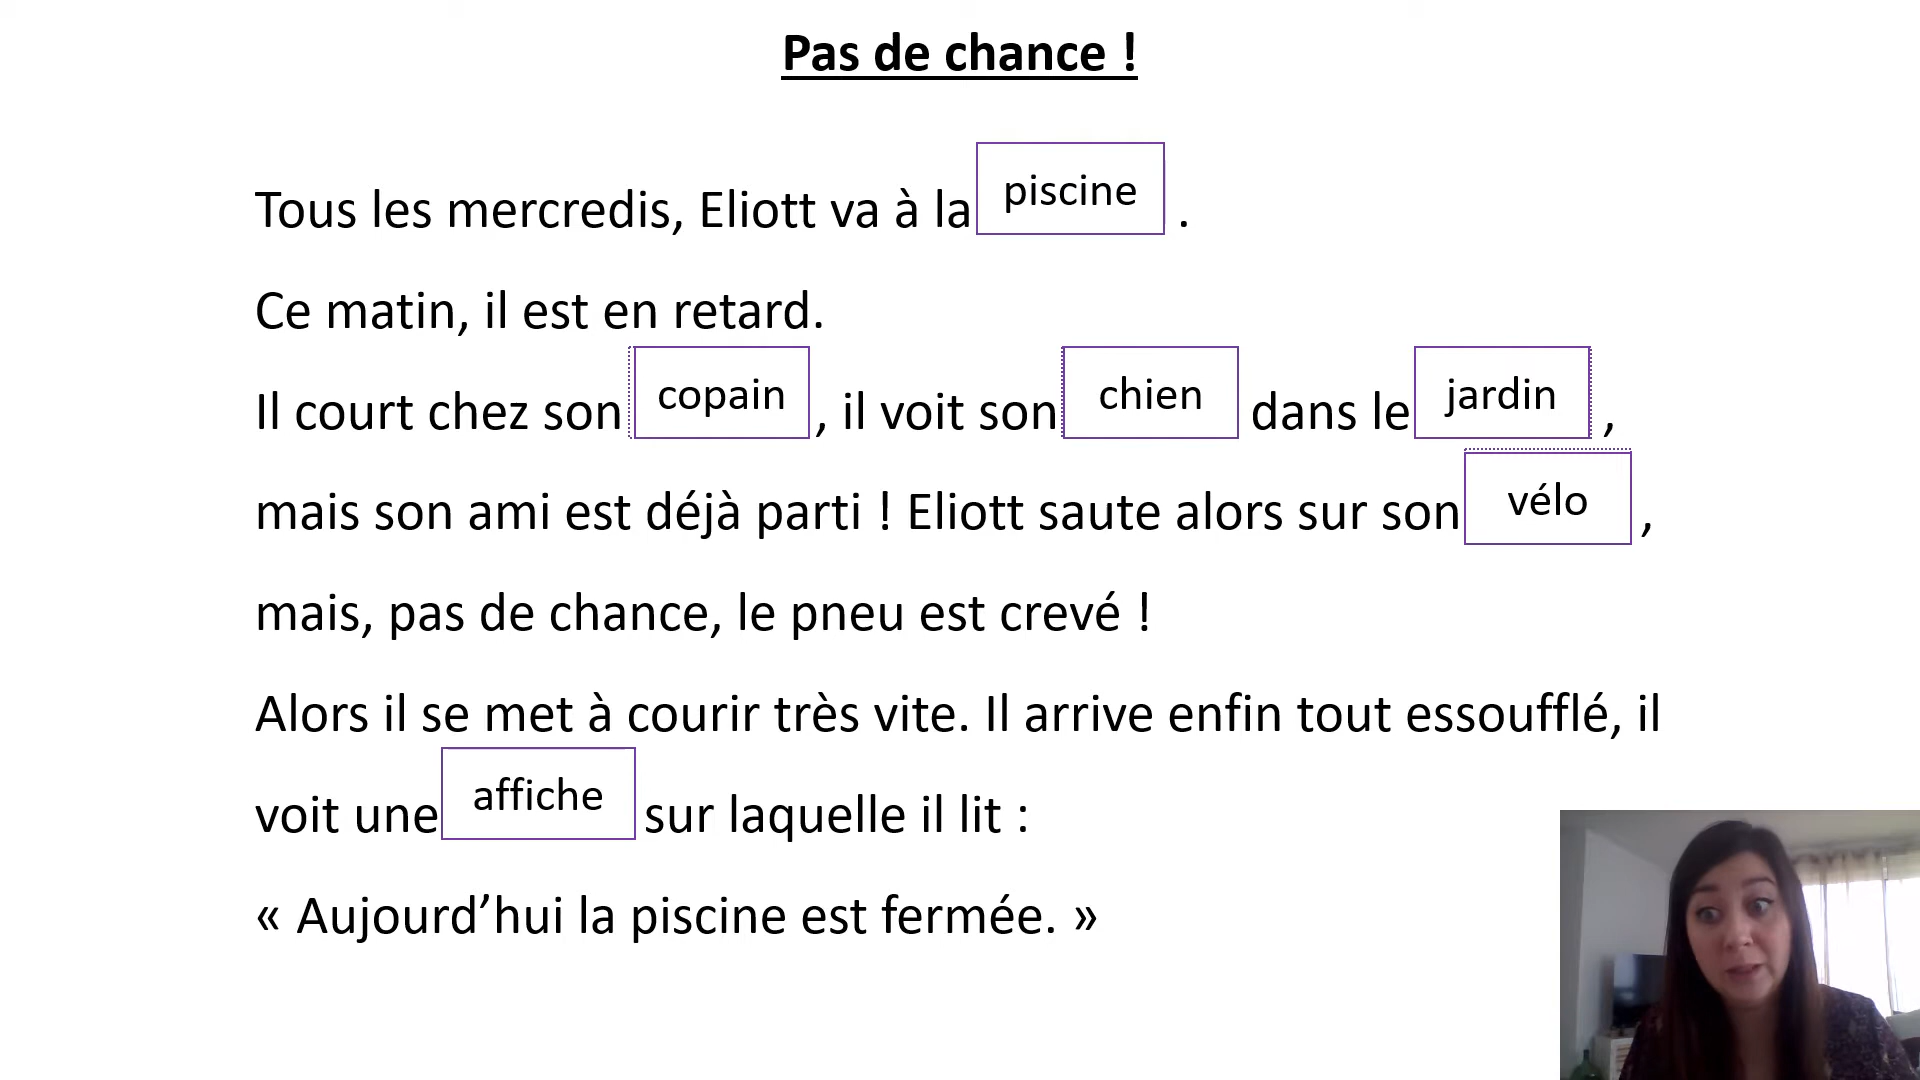 Pas de chance !
Tous les mercredis, Eliott va à la piscine .
Ce matin, il est en retard.
Il court chez son copain , il voit son chien dans le jardin ,
mais son ami est déjà parti ! Eliott saute alors sur son vélo ,
mais, pas de chance, le pneu est crevé !
Alors il se met à courir très vite. Il arrive enfin tout essoufflé, il
voit une affiche sur laquelle il lit :
« Aujourd’hui la piscine est fermée. »